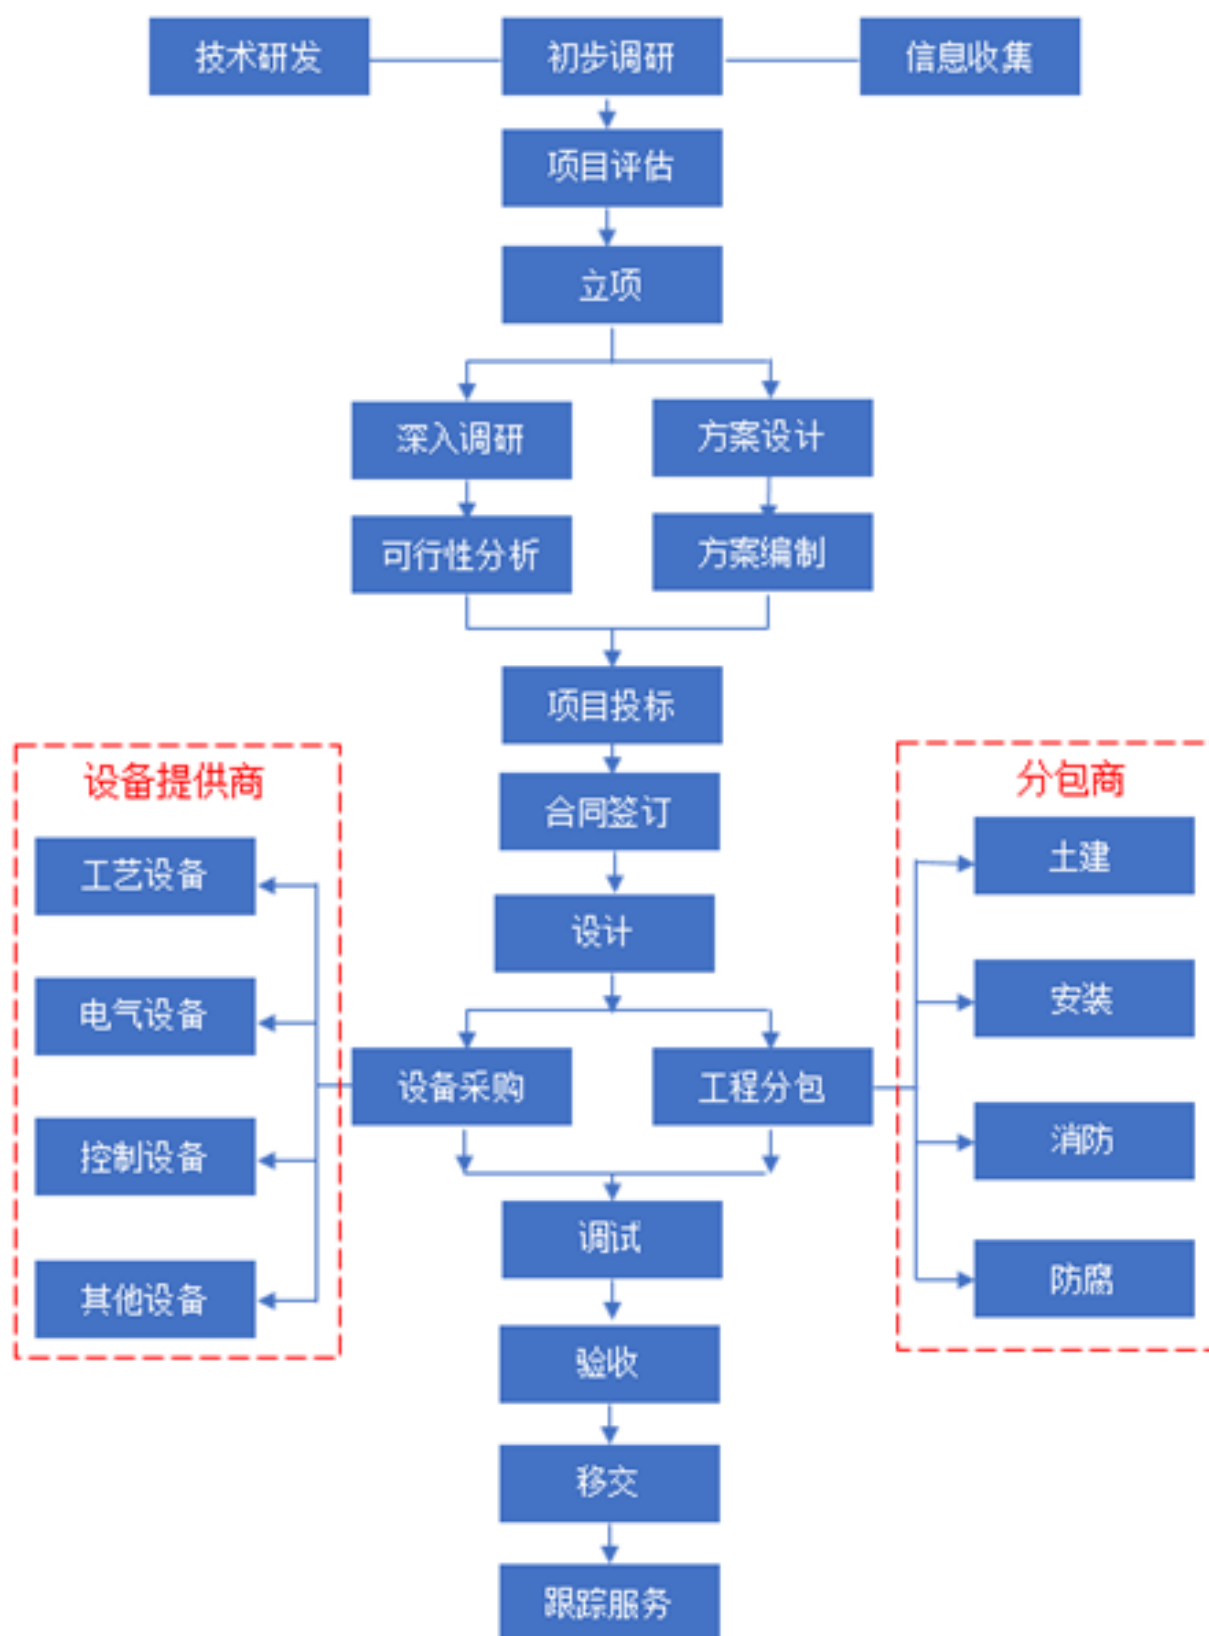 技术研发
初步调研
信息收集
项目评估
立项
深入调研
方案设计
可行性分析
方案编制
项目投标
合同签订
设计
设备采购
工程分包
设备提供商
工艺设备
电气设备
控制设备
其他设备
分包商
土建
安装
消防
防腐
调试
验收
移交
跟踪服务